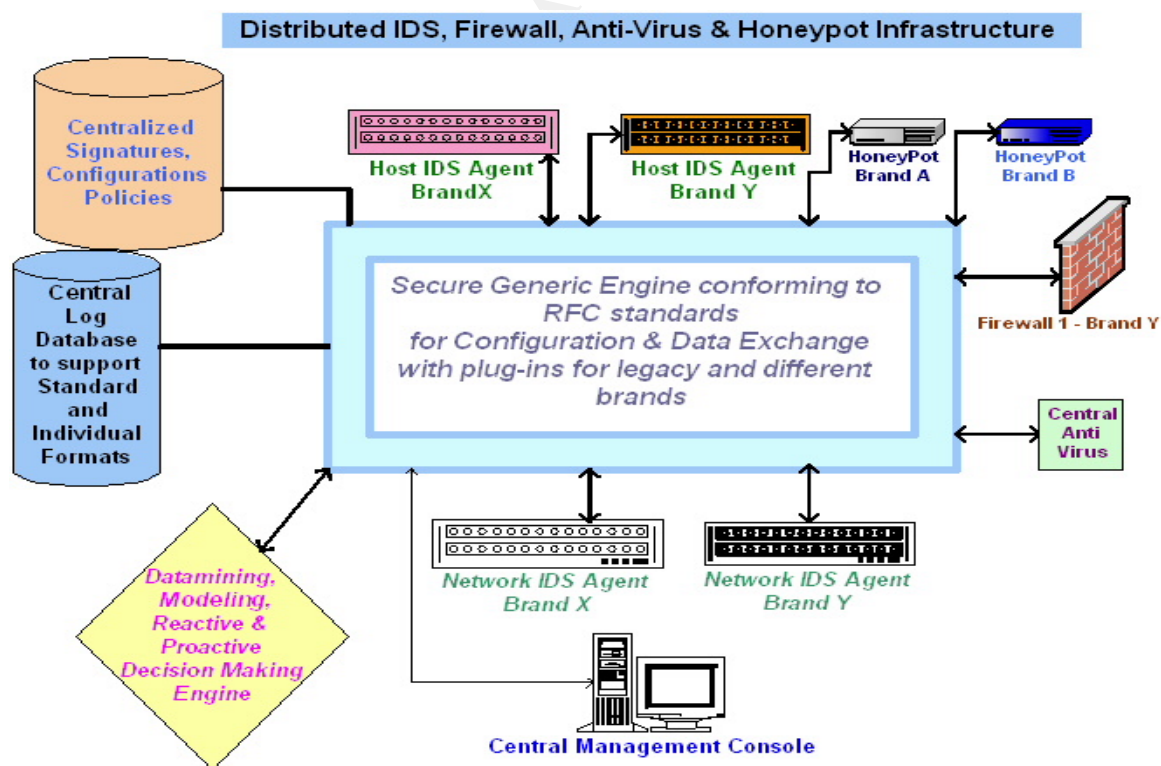 Distributed IDS, Firewall, Anti-Virus & Honeypot Infrastructure
Centralized
Signatures,
Configurations
Policies
Host IDS Agent
BrandX
Host IDS Agent
Brand Y
HoneyPot
Brand A
HoneyPot
Brand B
Central
Log
Database
to support
Standard
and
Individual
Formats
Secure Generic Engine conforming to
RFC standards
for Configuration & Data Exchange
with plug-ins for legacy and different
brands
Firewall 1 - Brand Y
Central
Anti
Virus
Datamining,
Modeling,
Reactive &
Proactive
Decision Making
Engine
Network IDS Agent
Brand X
Network IDS Agent
Brand Y
Central Management Console